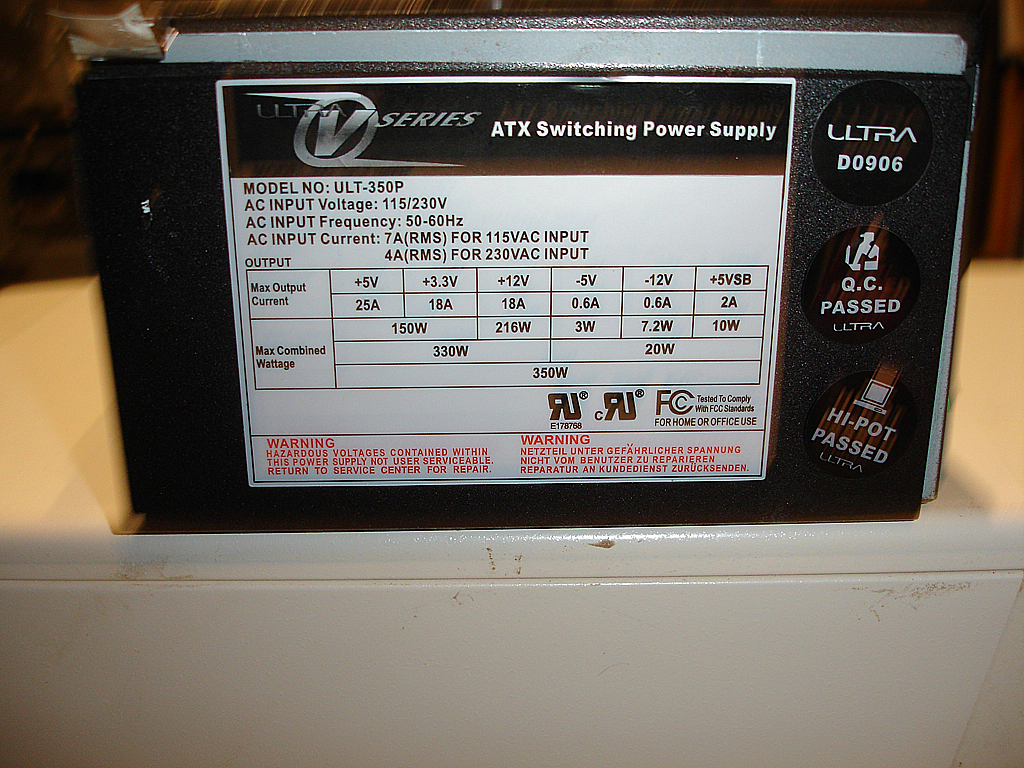 ULTRA V SERIES ATX Switching Power Supply
MODEL NO: ULT-350P
AC INPUT Voltage: 115/230V
AC INPUT Frequency: 50-60Hz
AC INPUT Current: 7A(RMS) FOR 115VAC INPUT
4A(RMS) FOR 230VAC INPUT
OUTPUT
Max Output Current +5V +3.3V +12V -5V -12V +5VSB
25A 18A 18A 0.6A 0.6A 2A
Max Combined Wattage 150W 216W 3W 7.2W 10W
330W 20W
350W
RU® cRU® FC Tested To Comply
With FCC Standards
E178768 FOR HOME OR OFFICE USE
WARNING
HAZARDOUS VOLTAGES CONTAINED WITHIN
THIS POWER SUPPLY NOT USER SERVICEABLE.
RETURN TO SERVICE CENTER FOR REPAIR.
WARNING
NETZTEIL UNTER GEFÄHRLICHER SPANNUNG
NICHT VOM BENUTZER ZU REPARIEREN
REPARATUR AN KUNDEDIENST ZURÜCKSENDEN.
ULTRA
D0906
Q.C.
PASSED
ULTRA
HI-POT
PASSED
ULTRA